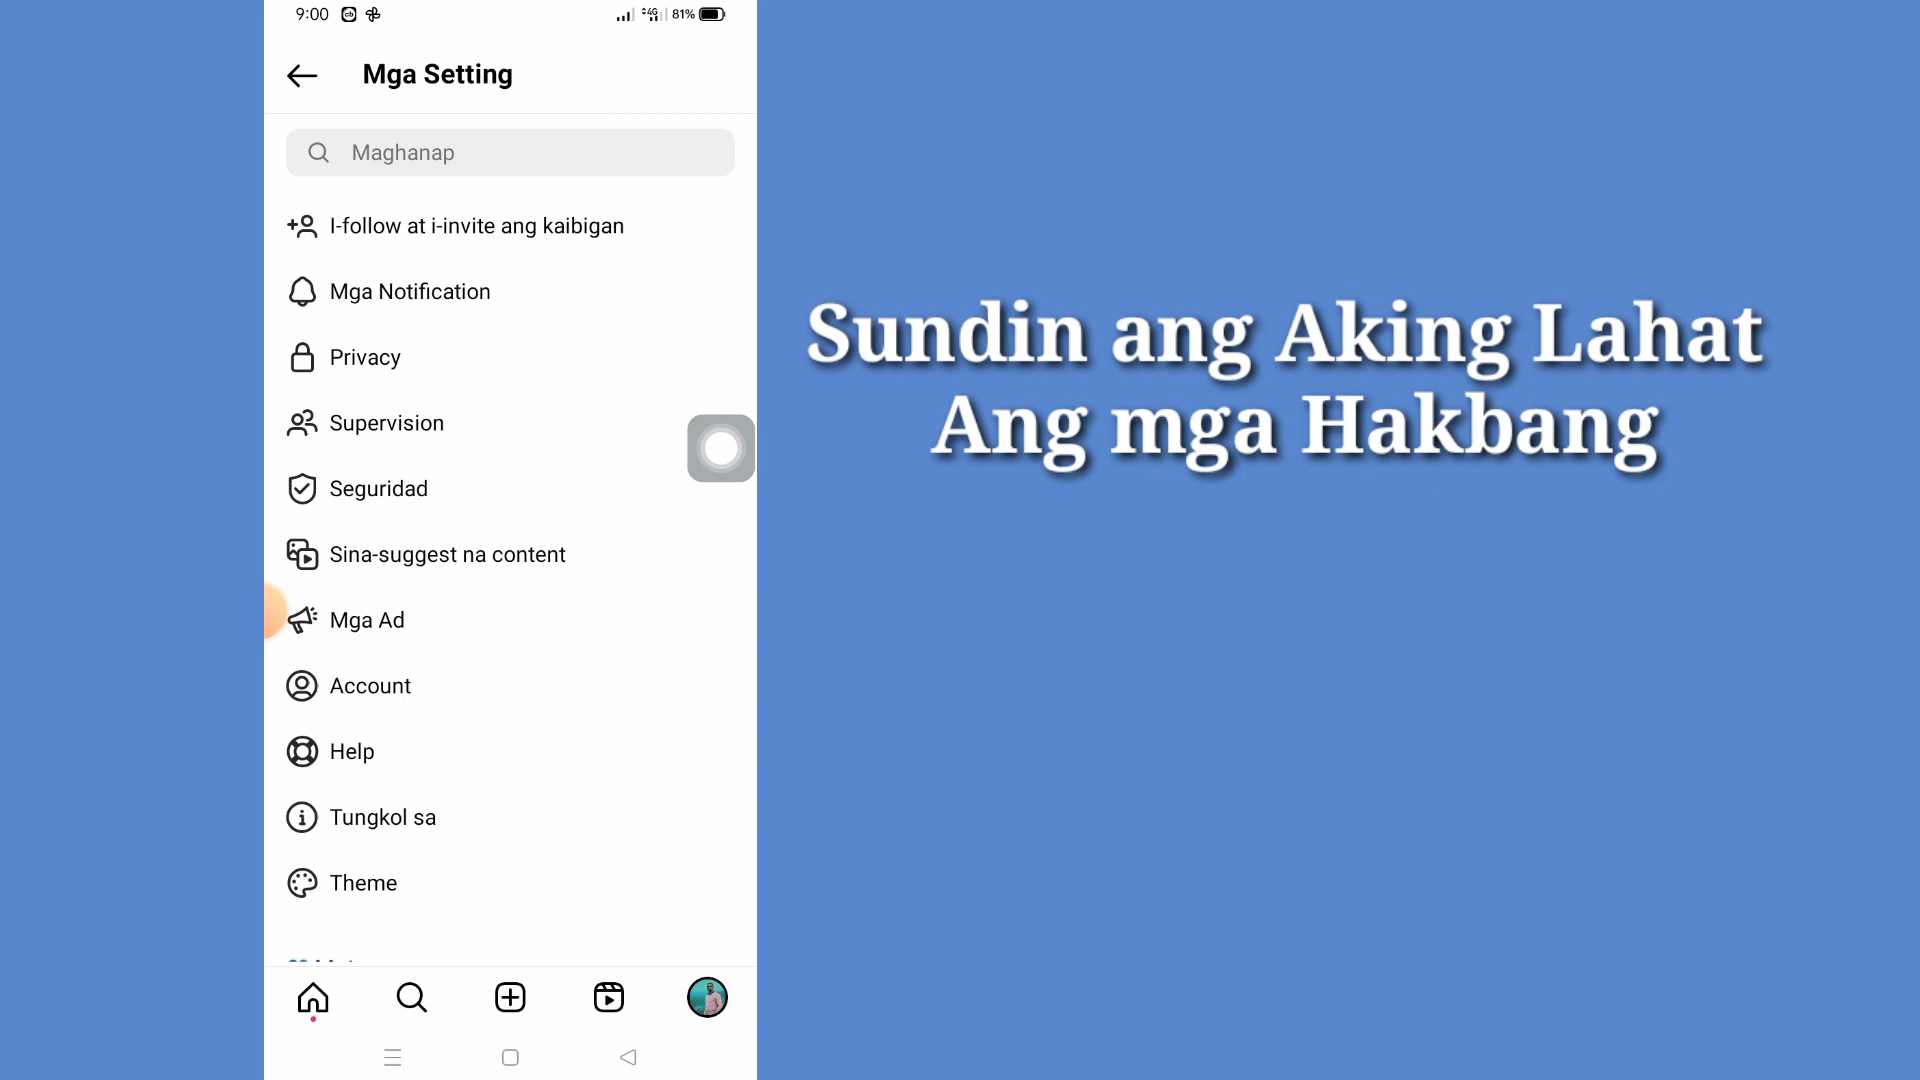 9:00
4G 81%
Mga Setting
Maghanap
I-follow at i-invite ang kaibigan
Mga Notification
Privacy
Supervision
Seguridad
Sina-suggest na content
Mga Ad
Account
Help
Tungkol sa
Theme
Sundin ang Aking Lahat
Ang mga Hakbang